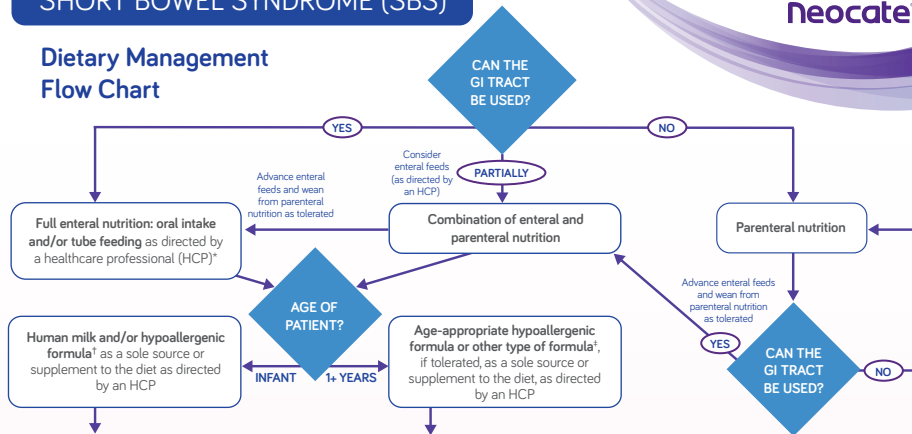 SHORT BOWEL SYNDROME (SBS)
neocate
Dietary Management
Flow Chart
CAN THE
GI TRACT
BE USED?
YES
NO
Consider
enteral feeds
(as directed by
an HCP)
PARTIALLY
Advance enteral
feeds and wean
from parenteral
nutrition as tolerated
Full enteral nutrition: oral intake
and/or tube feeding as directed by
a healthcare professional (HCP)*
Combination of enteral and
parenteral nutrition
Parenteral nutrition
Advance enteral feeds
and wean from
parenteral nutrition
as tolerated
YES
CAN THE
GI TRACT
BE USED?
NO
AGE OF
PATIENT?
INFANT
1+ YEARS
Human milk and/or hypoallergenic
formula† as a sole source or
supplement to the diet as directed
by an HCP
Age-appropriate hypoallergenic
formula or other type of formula‡,
if tolerated, as a sole source or
supplement to the diet, as directed
by an HCP